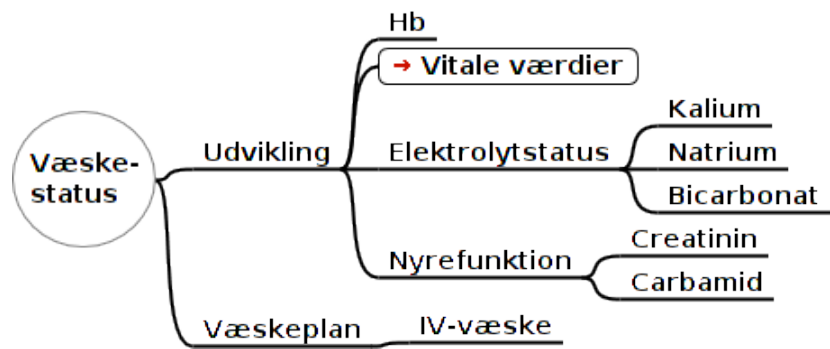 Væske-
status
Udvikling
Hb
→ Vitale værdier
Elektrolytstatus
Kalium
Natrium
Bicarbonat
Nyrefunktion
Creatinin
Carbamid
Væskeplan
IV-væske